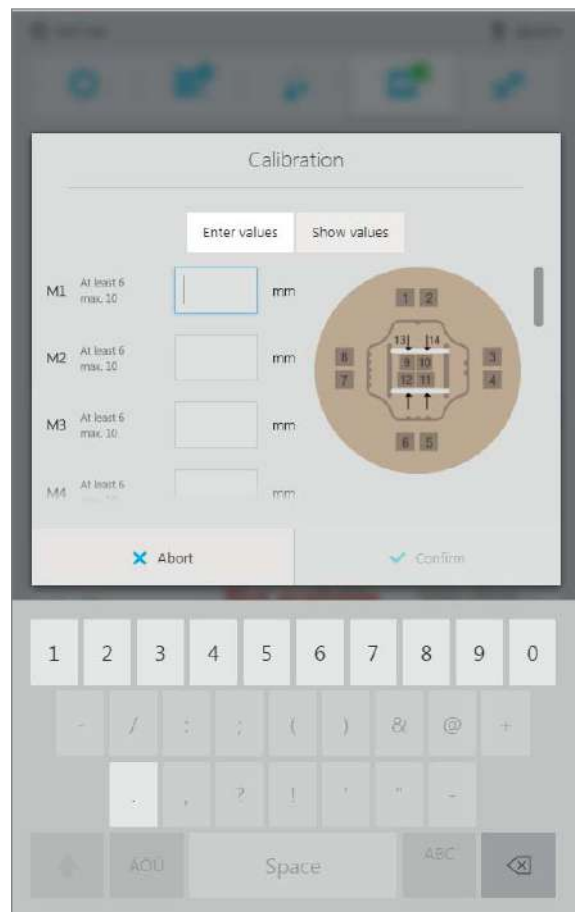 Calibration
Enter values Show values
M1 At least 6 max. 10 mm
M2 At least 6 max. 10 mm
M3 At least 6 max. 10 mm
M4 At least 6 mm
1 2
13 14
8 9 10 3
7 12 11 4
6 5
Abort Confirm
1 2 3 4 5 6 7 8 9 0
- / : ; ( ) & @ +
. , ? ! ' " -
ÄÖÜ Space ABC